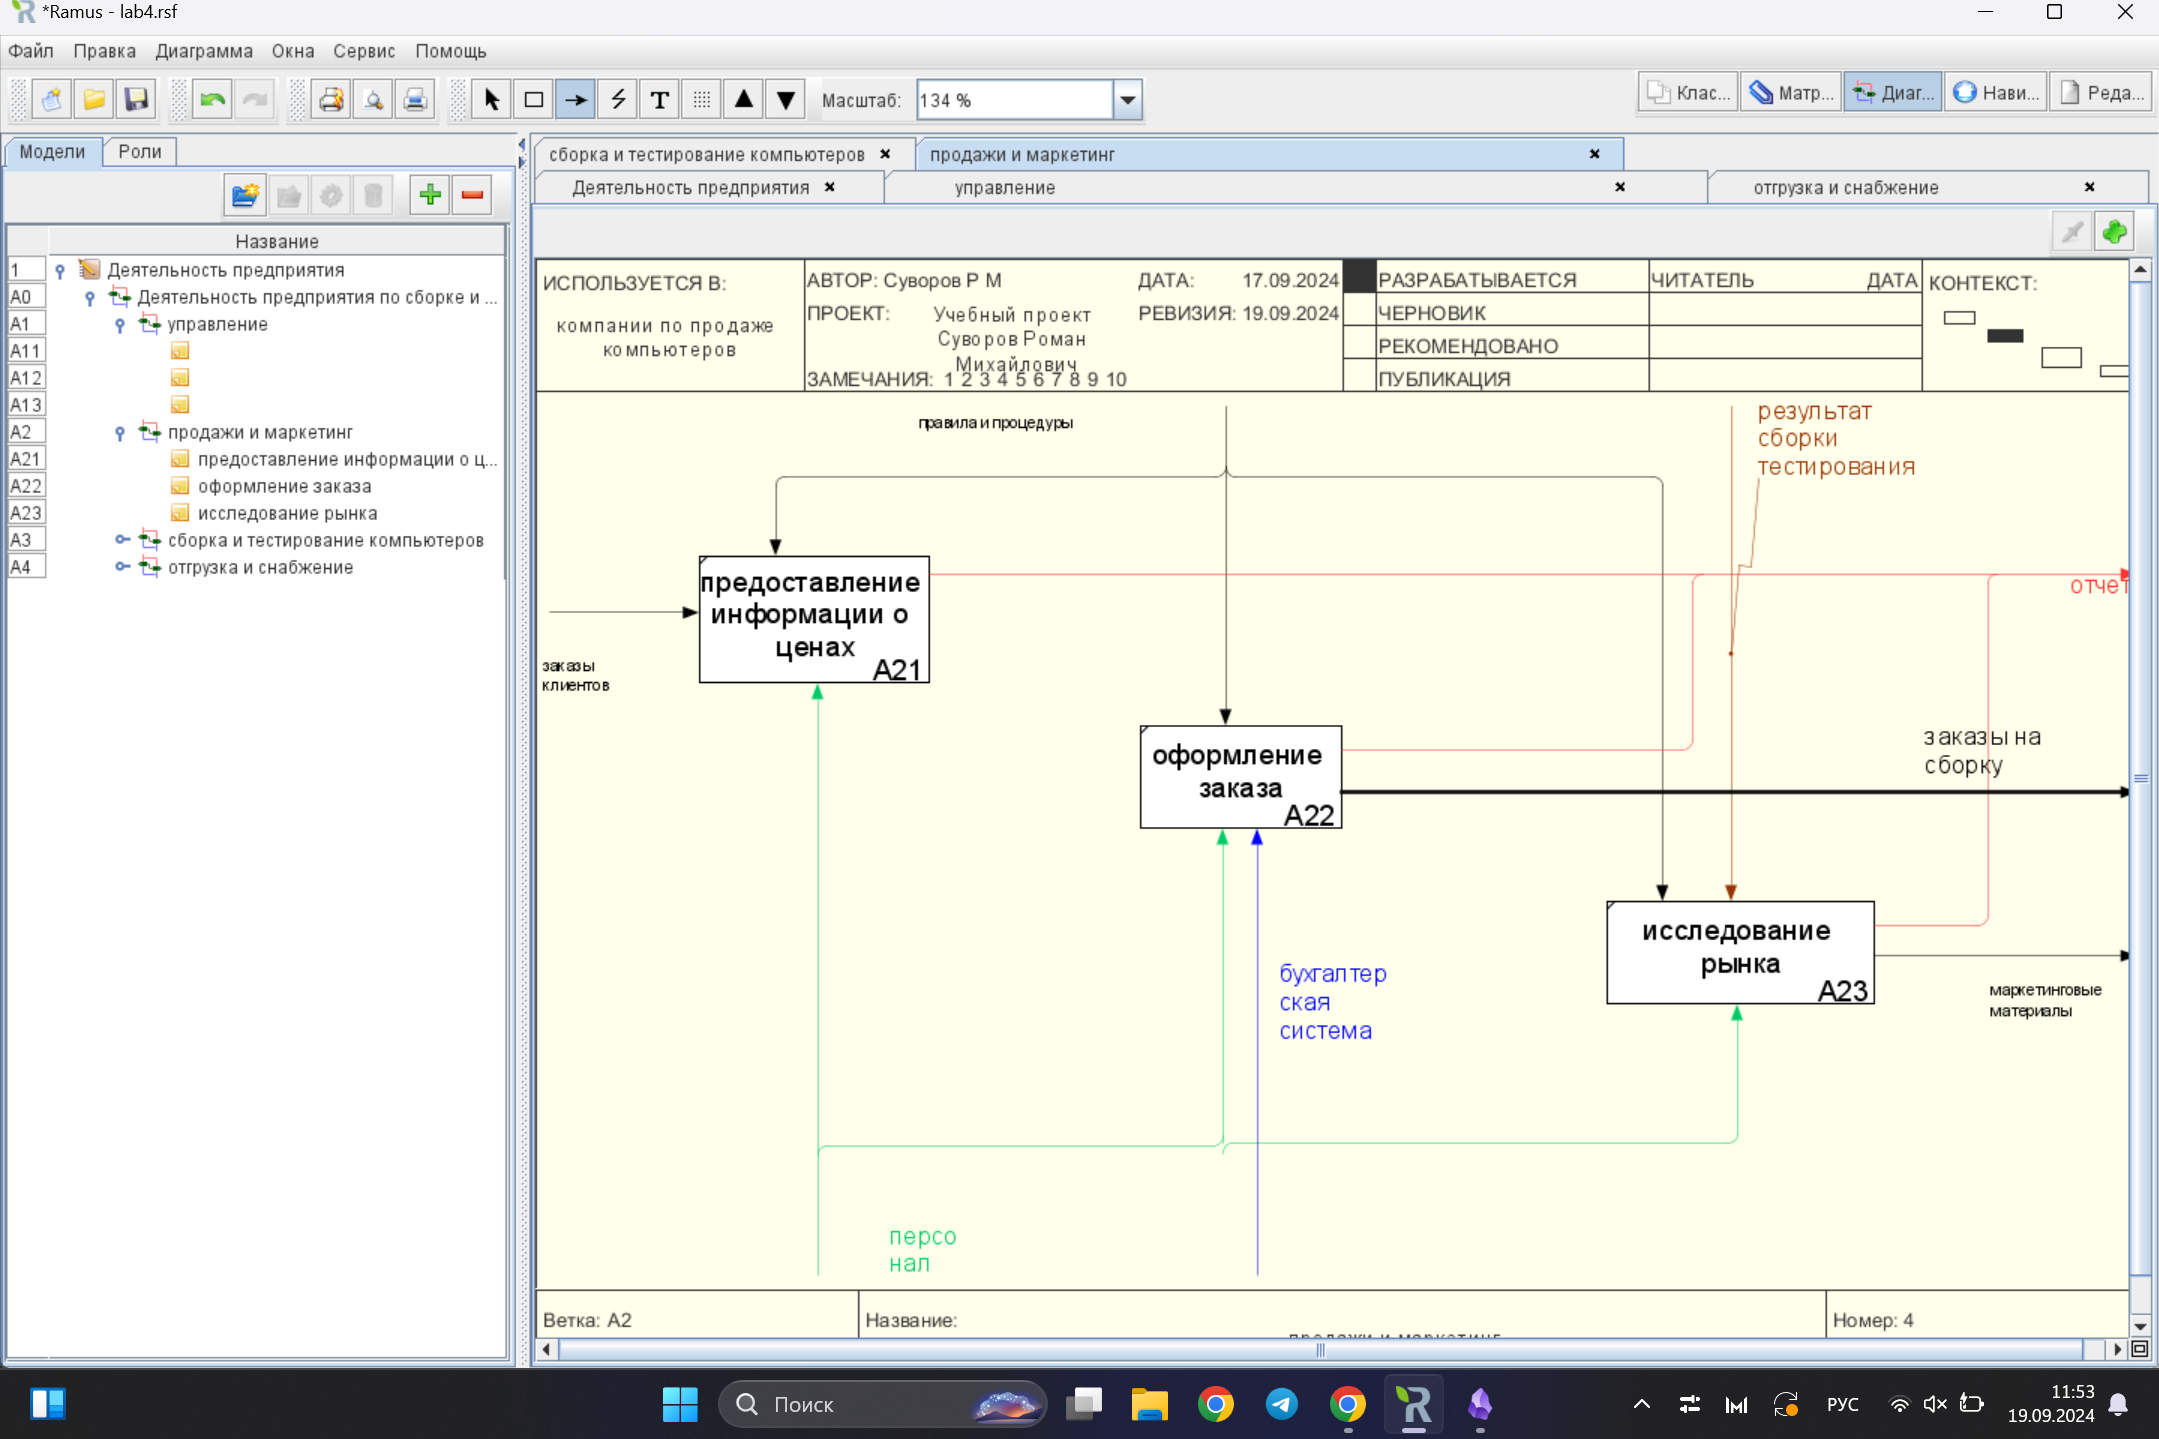 *Ramus - lab4.rsf
Файл Правка Диаграмма Окна Сервис Помощь
Масштаб: 134 %
Клас... Матр... Диаг... Нави... Реда...
Модели Роли
Название
1 Деятельность предприятия
A0 Деятельность предприятия по сборке и ...
A1 управление
A11
A12
A13
A2 продажи и маркетинг
A21 предоставление информации о ц...
A22 оформление заказа
A23 исследование рынка
A3 сборка и тестирование компьютеров
A4 отгрузка и снабжение
сборка и тестирование компьютеров продажи и маркетинг
Деятельность предприятия управление отгрузка и снабжение
ИСПОЛЬЗУЕТСЯ В:
компании по продаже
компьютеров
АВТОР: Суворов Р М
ДАТА: 17.09.2024
ПРОЕКТ: Учебный проект
Суворов Роман
Михайлович
РЕВИЗИЯ: 19.09.2024
ЗАМЕЧАНИЯ: 1 2 3 4 5 6 7 8 9 10
РАЗРАБАТЫВАЕТСЯ
ЧЕРНОВИК
РЕКОМЕНДОВАНО
ПУБЛИКАЦИЯ
ЧИТАТЕЛЬ ДАТА
КОНТЕКСТ:
правила и процедуры
результат
сборки
тестирования
предоставление
информации о
ценах
A21
отчет
заказы
клиентов
оформление
заказа
A22
заказы на
сборку
исследование
рынка
A23
бухгалтер
ская
система
маркетинговые
материалы
персо
нал
Ветка: A2
Название:
продажи и маркетинг
Номер: 4
Поиск
РУС
11:53
19.09.2024